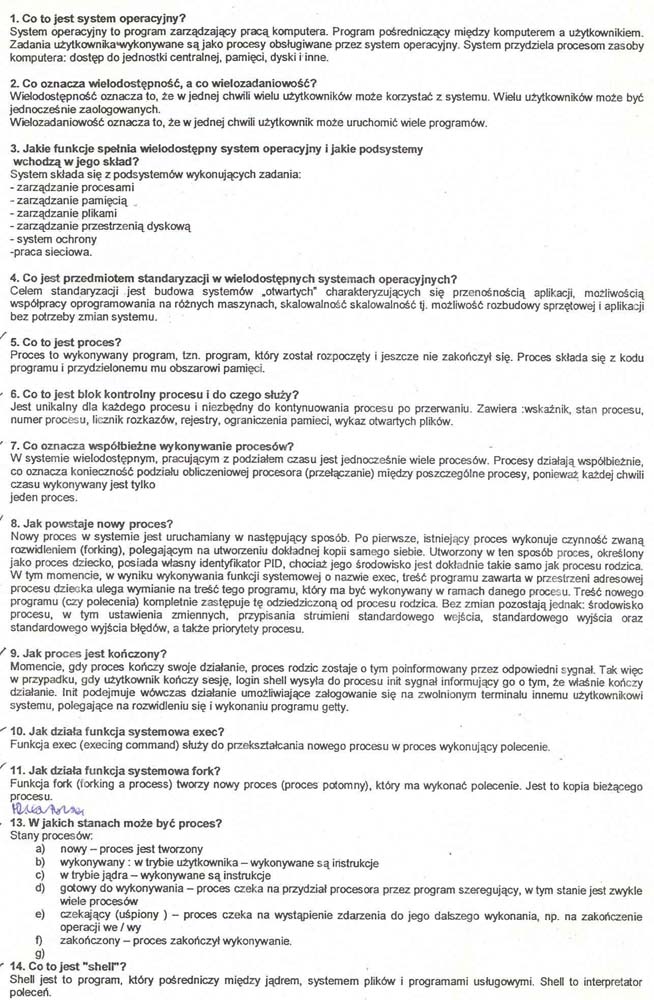 1. Co to jest system operacyjny?
System operacyjny to program zarządzający pracą komputera. Program pośredniczący między komputerem a użytkownikiem.
Zadania użytkownika wykonywane są jako procesy obsługiwane przez system operacyjny. System przydziela procesom zasoby
komputera: dostęp do jednostki centralnej, pamięci, dyski i inne.
2. Co oznacza wielodostępność, a co wielozadaniowość?
Wielodostępność oznacza to, że w jednej chwili wielu użytkowników może korzystać z systemu. Wielu użytkowników może być
jednocześnie zaologowanych.
Wielozadaniowość oznacza to, że w jednej chwili użytkownik może uruchomić wiele programów.
3. Jakie funkcje spełnia wielodostępny system operacyjny i jakie podsystemy
wchodzą w jego skład?
System składa się z podsystemów wykonujących zadania:
- zarządzanie procesami
- zarządzanie pamięcią
- zarządzanie plikami
- zarządzanie przestrzenią dyskową
- system ochrony
-praca sieciowa.
4. Co jest przedmiotem standaryzacji w wielodostępnych systemach operacyjnych?
Celem standaryzacji jest budowa systemów „otwartych" charakteryzujących się przenośnością aplikacji, możliwością
współpracy oprogramowania na różnych maszynach, skalowalność skalowalność tj. możliwość rozbudowy sprzętowej i aplikacji
bez potrzeby zmian systemu.
5. Co to jest proces?
Proces to wykonywany program, tzn. program, który został rozpoczęty i jeszcze nie zakończył się. Proces składa się z kodu
programu i przydzielonemu mu obszarowi pamięci.
6. Co to jest blok kontrolny procesu i do czego służy?
Jest unikalny dla każdego procesu i niezbędny do kontynuowania procesu po przerwaniu. Zawiera :wskaźnik, stan procesu,
numer procesu, licznik rozkazów, rejestry, ograniczenia pamieci, wykaz otwartych plików.
7. Co oznacza współbieżne wykonywanie procesów?
W systemie wielodostępnym, pracującym z podziałem czasu jest jednocześnie wiele procesów. Procesy działają współbieżnie,
co oznacza konieczność podziału obliczeniowej procesora (przełączanie) między poszczególne procesy, ponieważ każdej chwili
czasu wykonywany jest tylko
jeden proces.
8. Jak powstaje nowy proces?
Nowy proces w systemie jest uruchamiany w następujący sposób. Po pierwsze, istniejący proces wykonuje czynność zwaną
rozwidleniem (forking), polegającym na utworzeniu dokładnej kopii samego siebie. Utworzony w ten sposób proces, określony
jako proces dziecko, posiada własny identyfikator PID, chociaż jego środowisko jest dokładnie takie samo jak procesu rodzica.
W tym momencie, w wyniku wykonywania funkcji systemowej o nazwie exec, treść programu zawarta w przestrzeni adresowej
procesu dziecka ulega wymianie na treść tego programu, który ma być wykonywany w ramach danego procesu. Treść nowego
programu (czy polecenia) kompletnie zastępuje tę odziedziczoną od procesu rodzica. Bez zmian pozostają jednak: środowisko
procesu, w tym ustawienia zmiennych, przypisania strumieni standardowego wejścia, standardowego wyjścia oraz
standardowego wyjścia błędów, a także priorytety procesu.
9. Jak proces jest kończony?
Momencie, gdy proces kończy swoje działanie, proces rodzic zostaje o tym poinformowany przez odpowiedni sygnał. Tak więc
w przypadku, gdy użytkownik kończy sesję, login shell wysyła do procesu init sygnał informujący go o tym, że właśnie kończy
działanie. Init podejmuje wówczas działanie umożliwiające zalogowanie się na zwolnionym terminalu innemu użytkownikowi
systemu, polegające na rozwidleniu się i wykonaniu programu getty.
10. Jak działa funkcja systemowa exec?
Funkcja exec (execing command) służy do przekształcania nowego procesu w proces wykonujący polecenie.
11. Jak działa funkcja systemowa fork?
Funkcja fork (forking a process) tworzy nowy proces (proces potomny), który ma wykonać polecenie. Jest to kopia bieżącego
procesu.
13. W jakich stanach może być proces?
Stany procesów:
a) nowy – proces jest tworzony
b) wykonywany : w trybie użytkownika – wykonywane są instrukcje
c) w trybie jądra – wykonywane są instrukcje
d) gotowy do wykonywania – proces czeka na przydział procesora przez program szeregujący, w tym stanie jest zwykle
wiele procesów
e) czekający (uśpiony ) – proces czeka na wystąpienie zdarzenia do jego dalszego wykonania, np. na zakończenie
operacji we / wy
f) zakończony – proces zakończył wykonywanie.
g)
14. Co to jest "shell"?
Shell jest to program, który pośredniczy między jądrem, systemem plików i programami usługowymi. Shell to interpretator
poleceń.